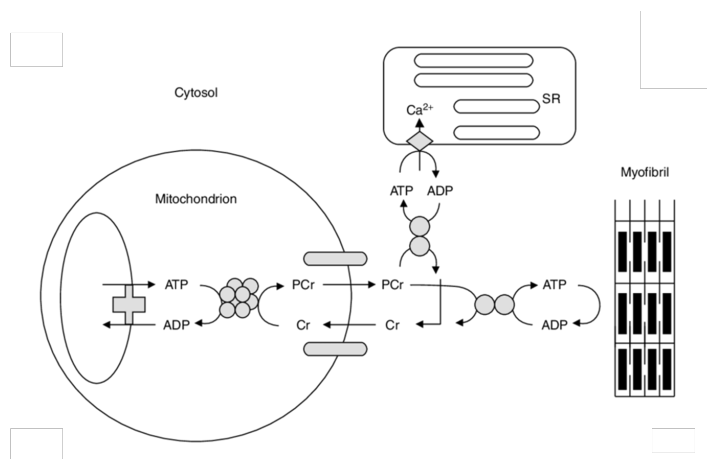 Cytosol
Ca2+
SR
Myofibril
Mitochondrion
ATP ADP
ATP PCr PCr ATP
ADP Cr Cr ADP